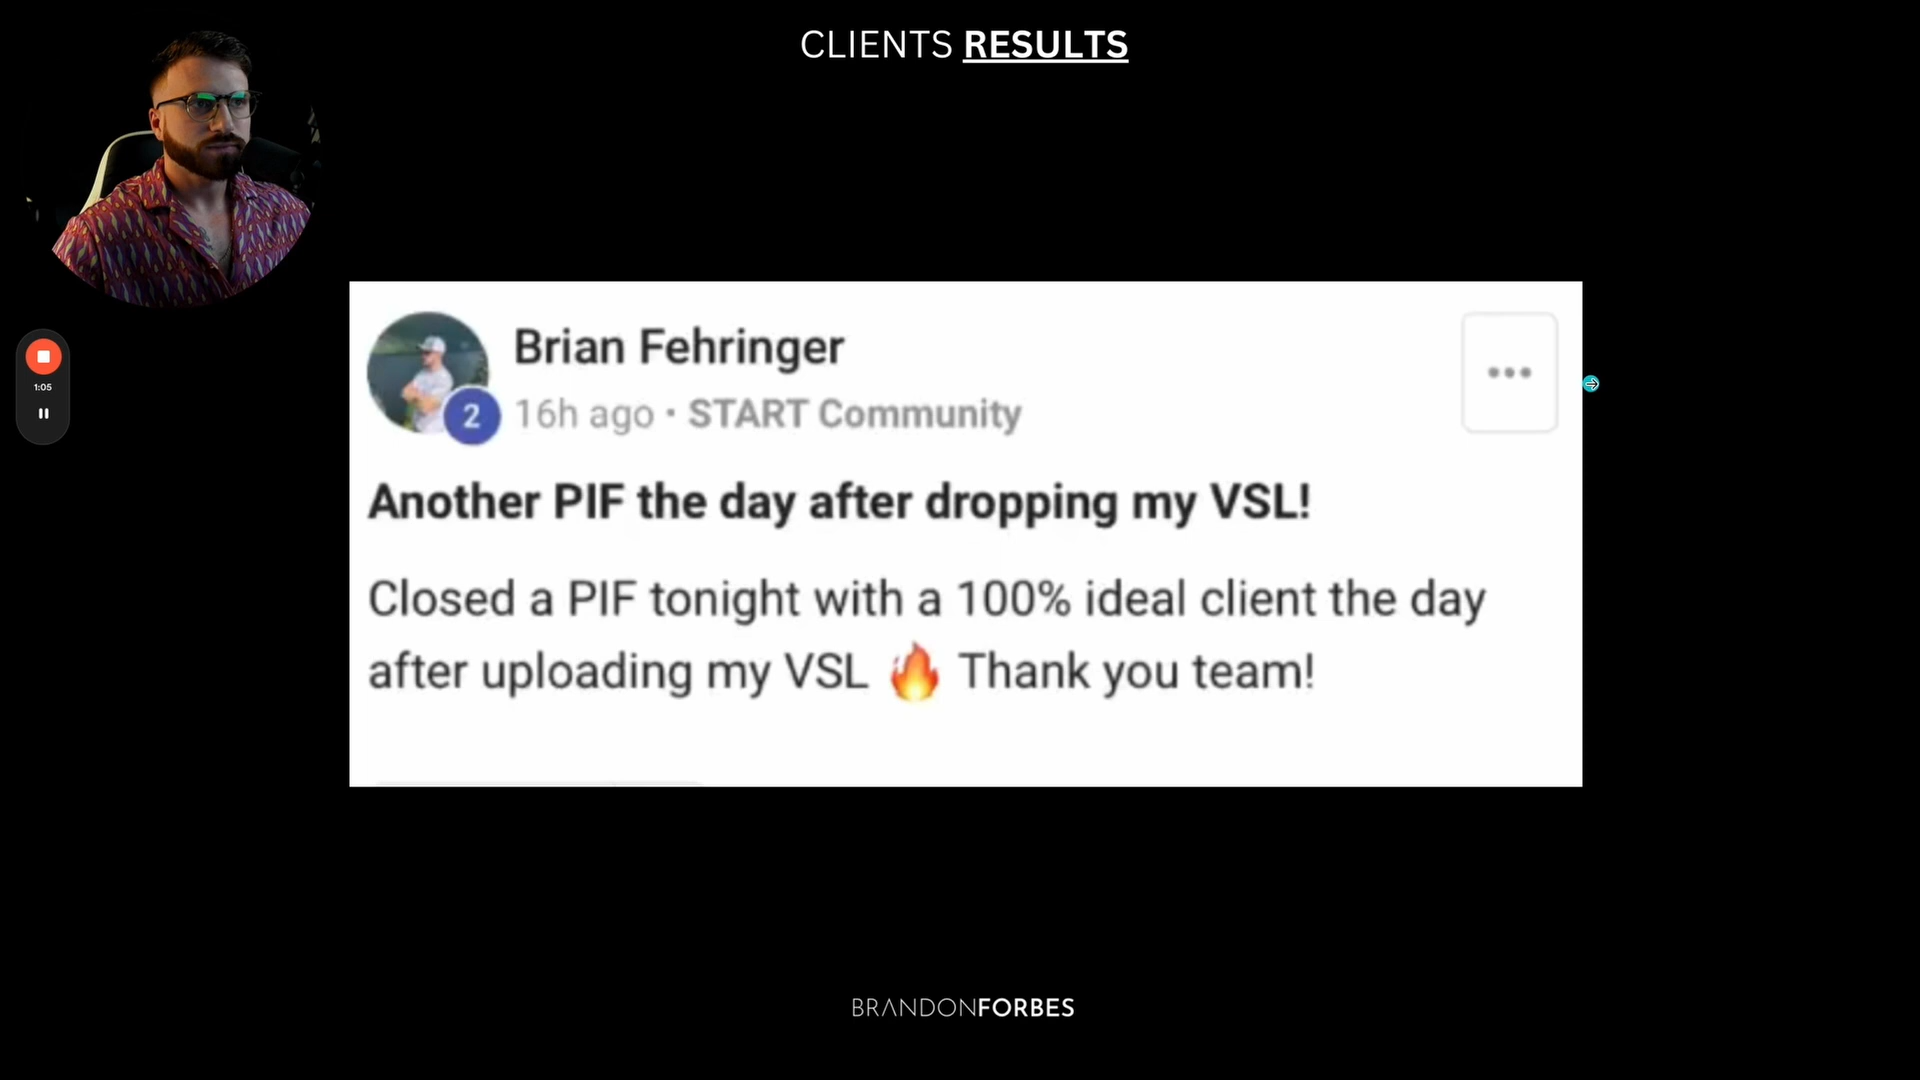 CLIENTS RESULTS
1:05
Brian Fehringer
2
16h ago • START Community
Another PIF the day after dropping my VSL!
Closed a PIF tonight with a 100% ideal client the day
after uploading my VSL 🔥 Thank you team!
BRANDONFORBES